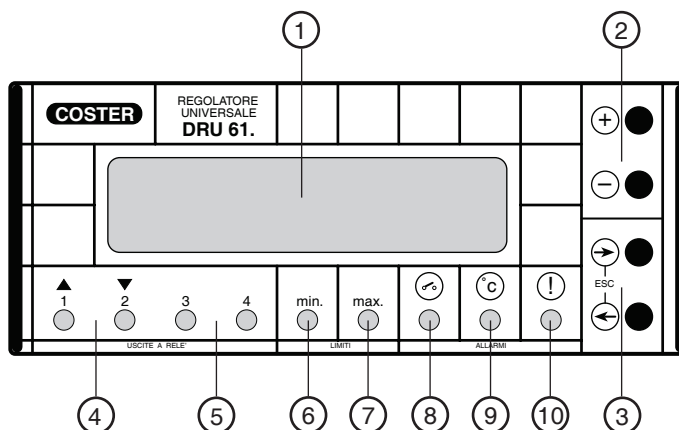 1
2
COSTER
REGOLATORE
UNIVERSALE
DRU 61.
+
−
ESC
1
2
3
4
min.
max.
°c
!
USCITE A RELE'
LIMITI
ALLARMI
4
5
6
7
8
9
10
3